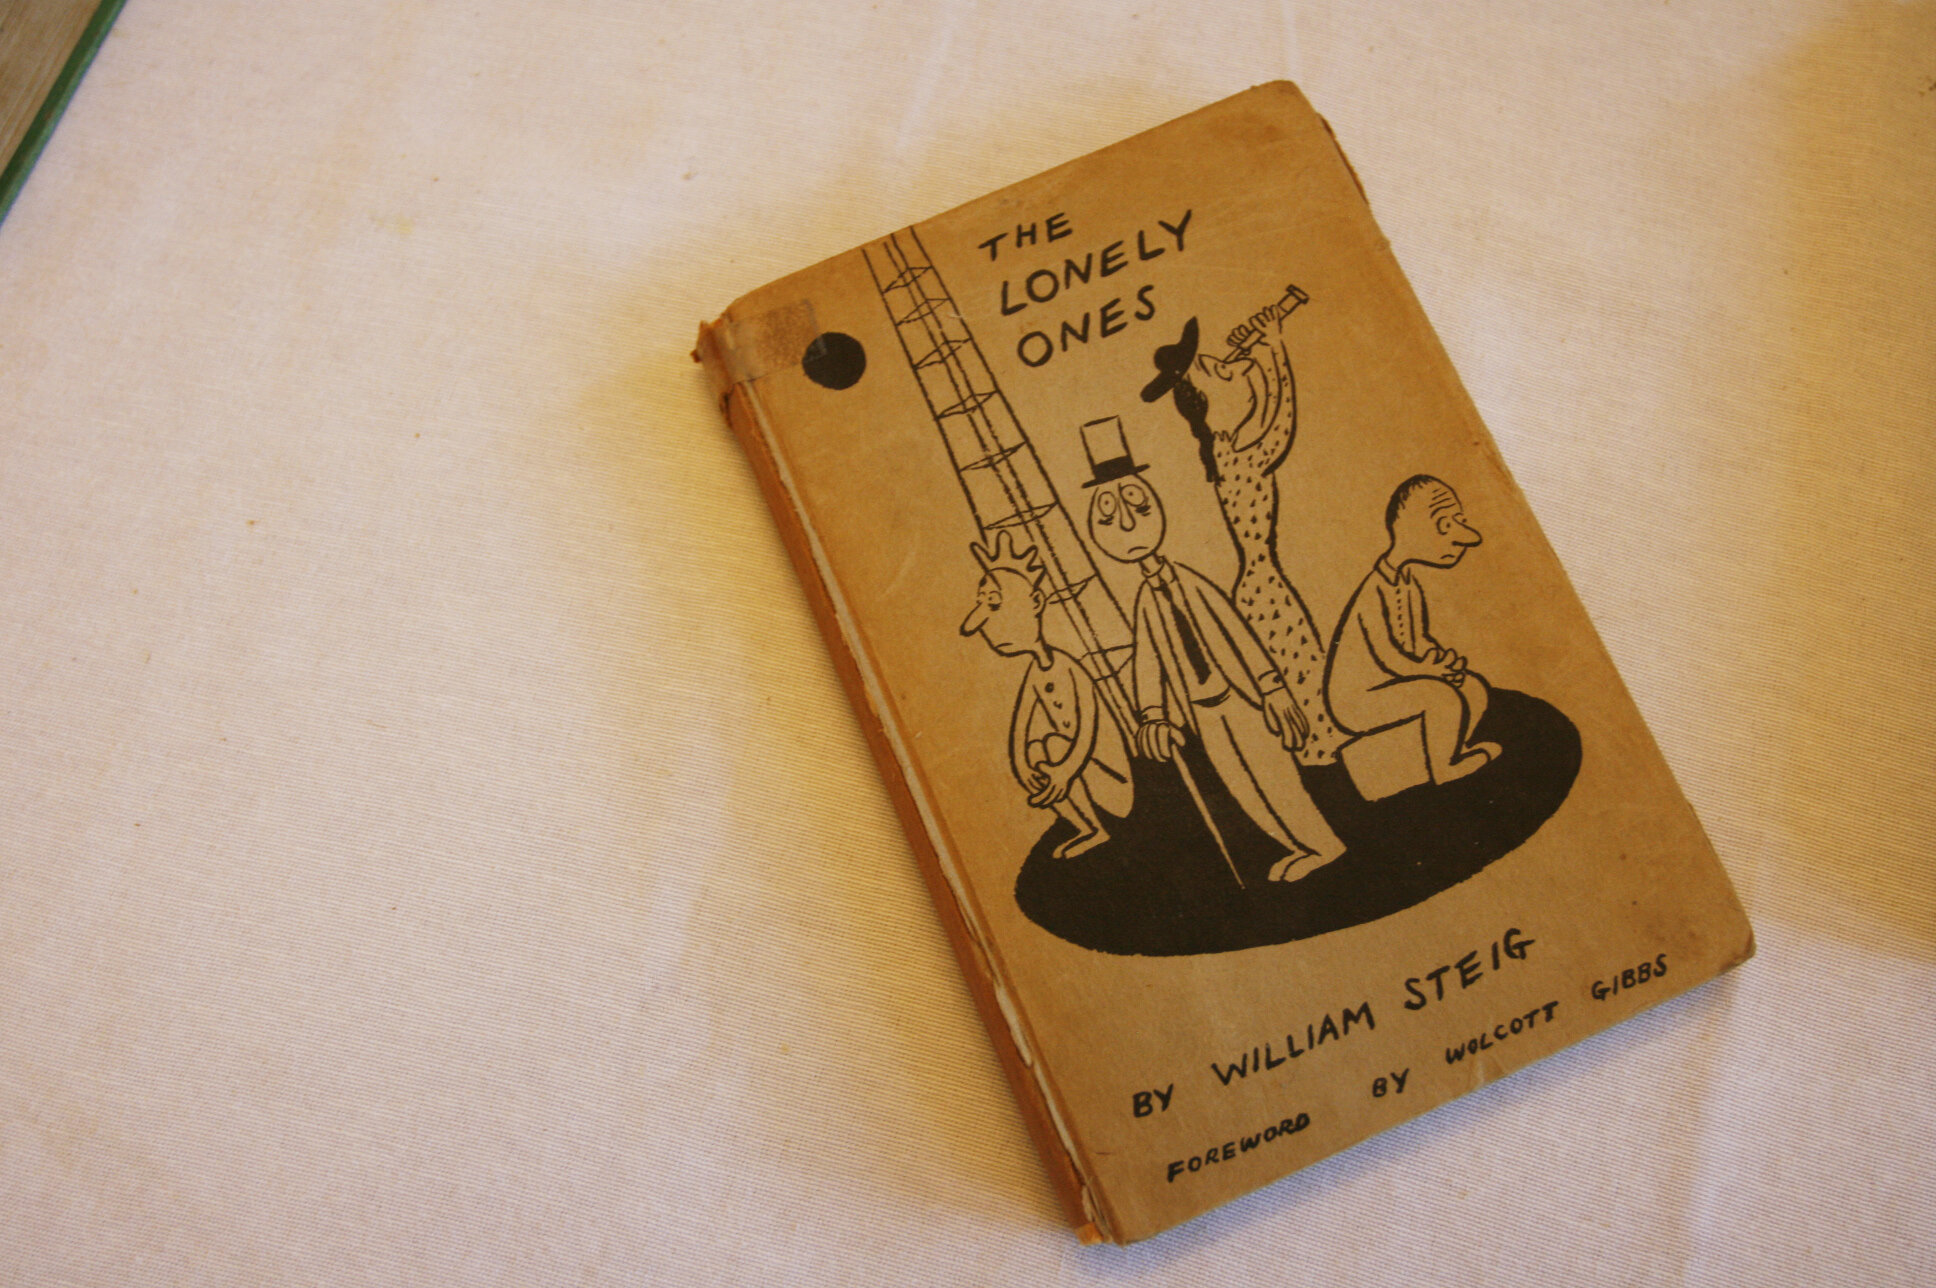 THE
LONELY
ONES
BY WILLIAM STEIG
FOREWORD BY WOLCOTT GIBBS